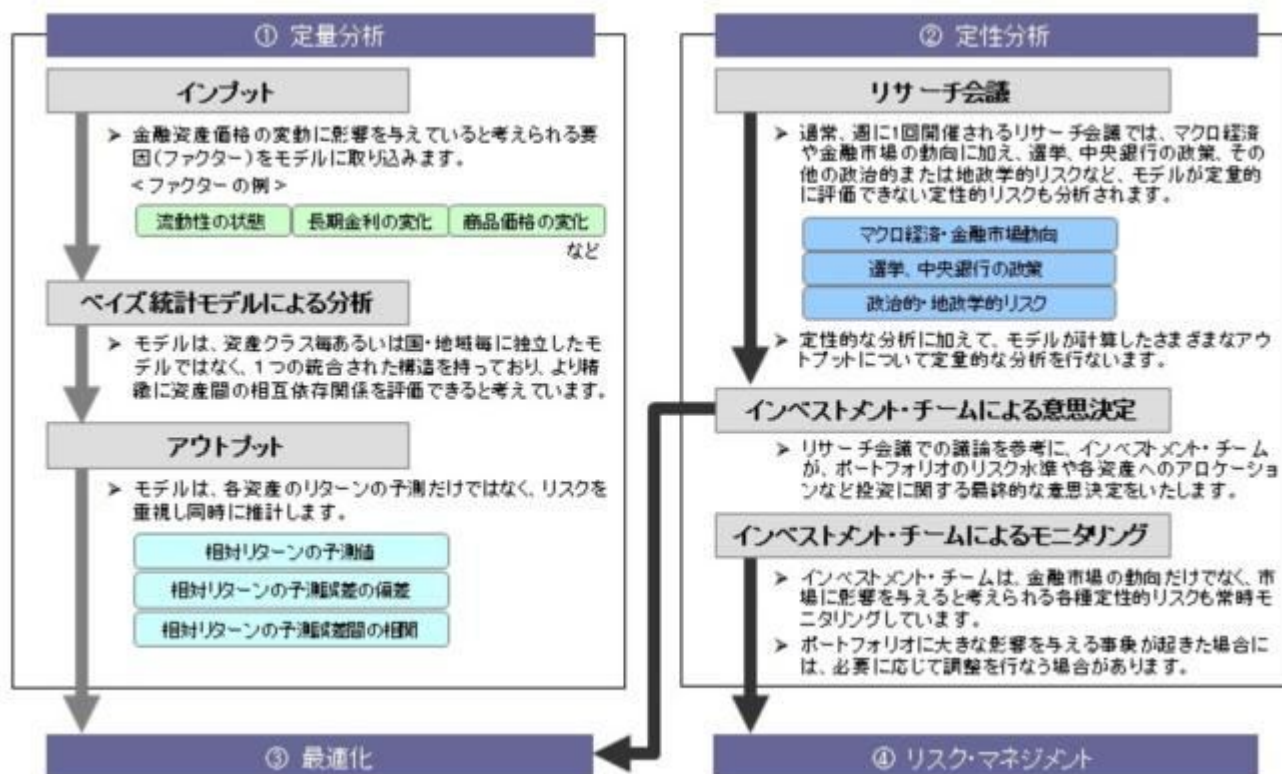 ① 定量分析
インプット
➤ 金融資産価格の変動に影響を与えていると考えられる要
因(ファクター)をモデルに取り込みます。
<ファクターの例>
流動性の状態 長期金利の変化 商品価格の変化
など
ベイズ統計モデルによる分析
➤ モデルは、資産クラス毎あるいは国・地域毎に独立したモ
デルではなく、1つの統合された構造を持っており、より精
緻に資産間の相互依存関係を評価できると考えています。
アウトプット
➤ モデルは、各資産のリターンの予測だけではなく、リスクを
重視し同時に推計します。
相対リターンの予測値
相対リターンの予測誤差の偏差
相対リターンの予測誤差間の相関
③ 最適化
② 定性分析
リサーチ会議
➤ 通常、週に1回開催されるリサーチ会議では、マクロ経済
や金融市場の動向に加え、選挙、中央銀行の政策、その
他の政治的または地政学的リスクなど、モデルが定量的
に評価できない定性的リスクも分析されます。
マクロ経済・金融市場動向
選挙、中央銀行の政策
政治的・地政学的リスク
➤ 定性的な分析に加えて、モデルが計算したさまざまなアウ
トプットについて定量的な分析を行ないます。
インベストメント・チームによる意思決定
➤ リサーチ会議での議論を参考に、インベストメント・チーム
が、ポートフォリオのリスク水準や各資産へのアロケーショ
ンなど投資に関する最終的な意思決定をいたします。
インベストメント・チームによるモニタリング
➤ インベストメント・チームは、金融市場の動向だけでなく、市
場に影響を与えると考えられる各種定性的リスクも常時モ
ニタリングしています。
➤ ポートフォリオに大きな影響を与える事象が起きた場合に
は、必要に応じて調整を行なう場合があります。
④ リスク・マネジメント